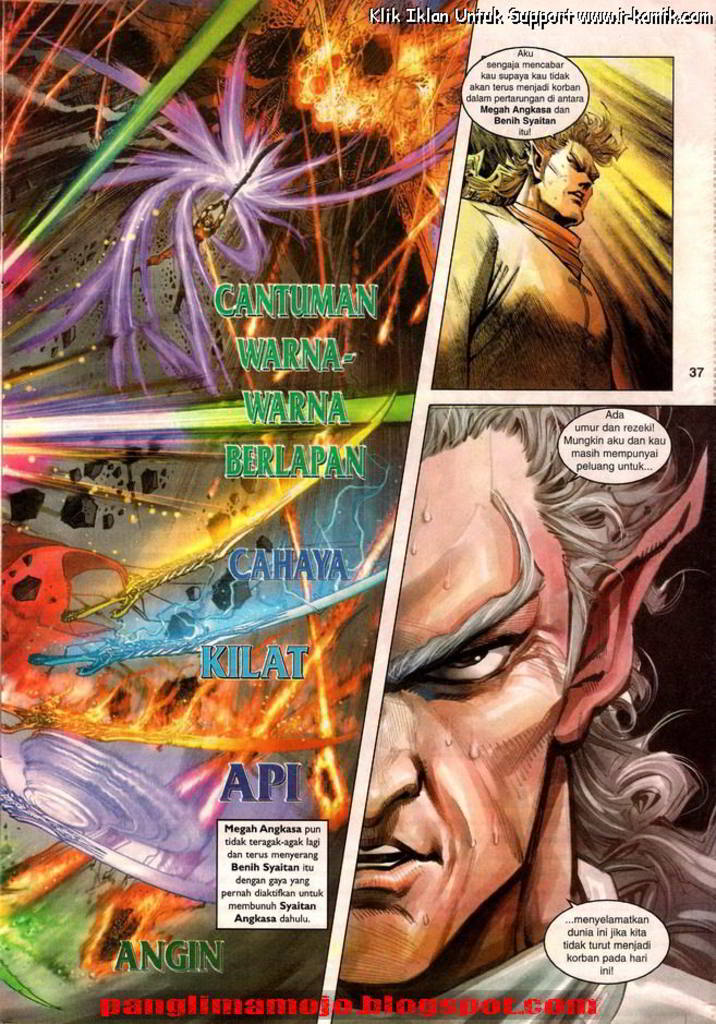 Klik Iklan Untuk Support www.i-komik.com
Aku
sengaja mencabar
kau supaya kau tidak
akan terus menjadi korban
dalam pertarungan di antara
Megah Angkasa dan
Benih Syaitan
itu!
37
CANTUMAN
WARNA-
WARNA
BERLAPAN
CAHAYA
KILAT
API
Megah Angkasa pun
tidak teragak-agak lagi
dan terus menyerang
Benih Syaitan itu
dengan gaya yang
pernah diaktifkan untuk
membunuh Syaitan
Angkasa dahulu.
ANGIN
Ada
umur dan rezeki!
Mungkin aku dan kau
masih mempunyai
peluang untuk...
...menyelamatkan
dunia ini jika kita
tidak turut menjadi
korban pada hari
ini!
panglimamojo.blogspot.com